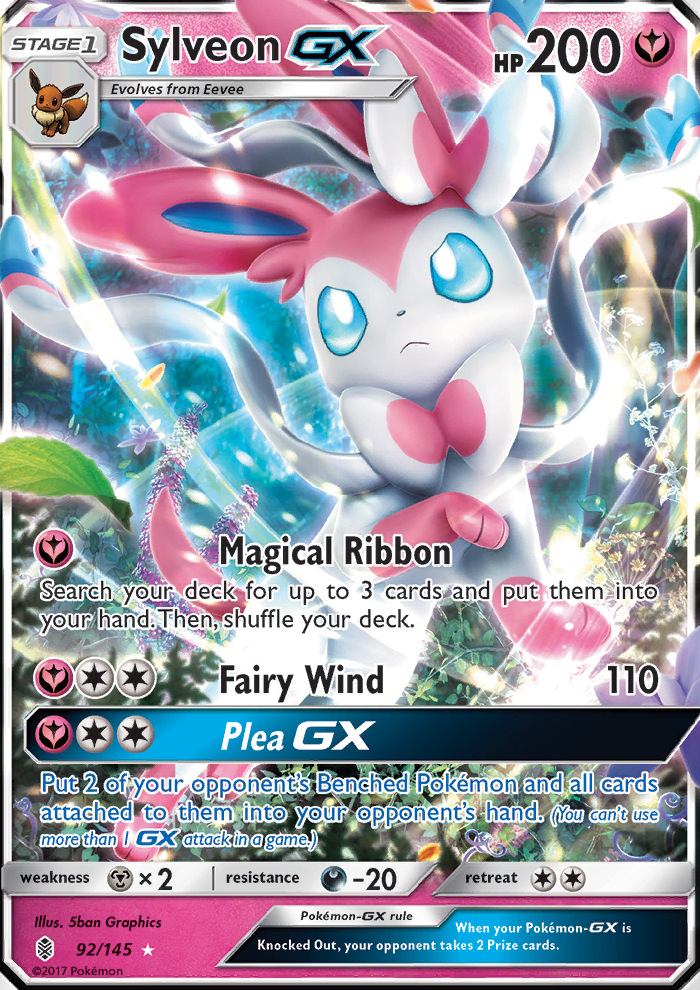 STAGE 1
Sylveon GX
HP 200
Evolves from Eevee
Magical Ribbon
Search your deck for up to 3 cards and put them into
your hand. Then, shuffle your deck.
Fairy Wind 110
Plea GX
Put 2 of your opponent's Benched Pokémon and all cards
attached to them into your opponent's hand. (You can't use
more than 1 GX attack in a game.)
weakness ×2 resistance -20 retreat
Illus. 5ban Graphics
92/145
©2017 Pokémon
Pokémon-GX rule
When your Pokémon-GX is
Knocked Out, your opponent takes 2 Prize cards.